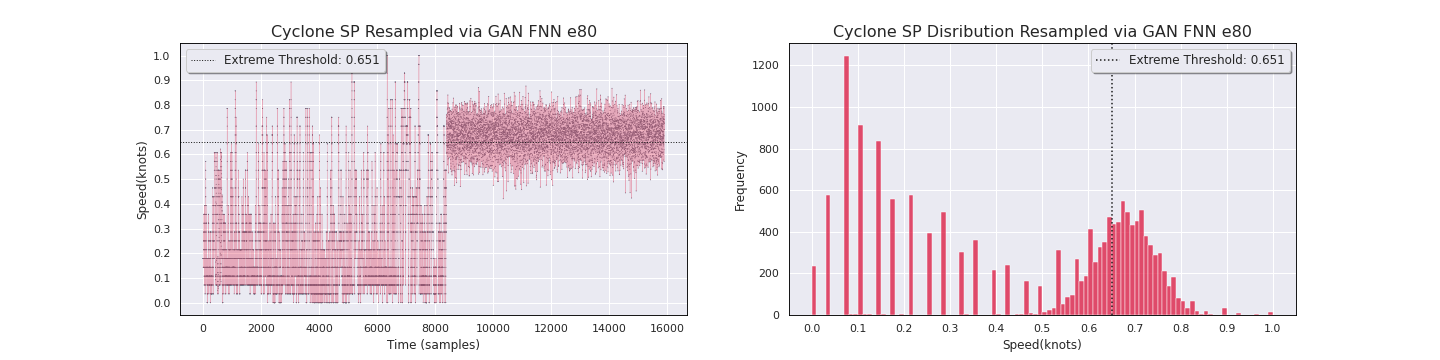 Cyclone SP Resampled via GAN FNN e80
Extreme Threshold: 0.651
Speed(knots)
1.0
0.9
0.8
0.7
0.6
0.5
0.4
0.3
0.2
0.1
0.0
0 2000 4000 6000 8000 10000 12000 14000 16000
Time (samples)
Cyclone SP Disribution Resampled via GAN FNN e80
Extreme Threshold: 0.651
Frequency
1200
1000
800
600
400
200
0
0.0 0.1 0.2 0.3 0.4 0.5 0.6 0.7 0.8 0.9 1.0
Speed(knots)